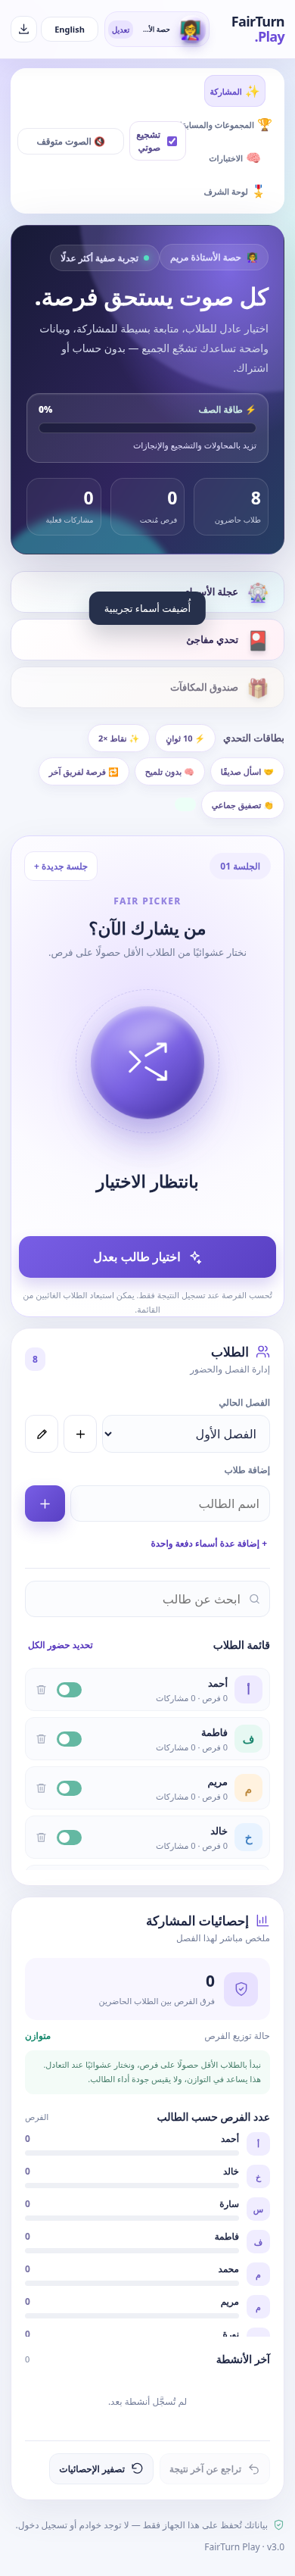 FairTurn
Play.
حصة الأ...
تعديل
English
✨ المشاركة
🏆 المجموعات والمسابقا
🧠 الاختبارات
🎖️ لوحة الشرف
تشجيع
صوتي
🔇 الصوت متوقف
حصة الأستاذة مريم
تجربة صفية أكثر عدلًا
كل صوت يستحق فرصة.
اختيار عادل للطلاب، متابعة بسيطة للمشاركة، وبيانات
واضحة تساعدك تشجّع الجميع — بدون حساب أو
اشتراك.
⚡ طاقة الصف
0%
تزيد بالمحاولات والتشجيع والإنجازات
8
طلاب حاضرون
0
فرص مُنحت
0
مشاركات فعلية
عجلة الأسماء
أُضيفت أسماء تجريبية
تحدي مفاجئ
صندوق المكافآت
بطاقات التحدي
⚡ 10 ثوانٍ
✨ نقاط ×2
🤝 اسأل صديقًا
🧠 بدون تلميح
🔁 فرصة لفريق آخر
👏 تصفيق جماعي
الجلسة 01
جلسة جديدة +
FAIR PICKER
من يشارك الآن؟
نختار عشوائيًا من الطلاب الأقل حصولًا على فرص.
بانتظار الاختيار
اختيار طالب بعدل
تُحسب الفرصة عند تسجيل النتيجة فقط. يمكن استبعاد الطلاب الغائبين من
القائمة.
الطلاب
إدارة الفصل والحضور
8
الفصل الحالي
الفصل الأول
إضافة طلاب
اسم الطالب
+ إضافة عدة أسماء دفعة واحدة
ابحث عن طالب
قائمة الطلاب
تحديد حضور الكل
أ
أحمد
0 فرص · 0 مشاركات
ف
فاطمة
0 فرص · 0 مشاركات
م
مريم
0 فرص · 0 مشاركات
خ
خالد
0 فرص · 0 مشاركات
إحصائيات المشاركة
ملخص مباشر لهذا الفصل
0
فرق الفرص بين الطلاب الحاضرين
حالة توزيع الفرص
متوازن
نبدأ بالطلاب الأقل حصولًا على فرص، ونختار عشوائيًا عند التعادل.
هذا يساعد في التوازن، ولا يقيس جودة أداء الطالب.
عدد الفرص حسب الطالب
الفرص
أ
أحمد
0
خ
خالد
0
س
سارة
0
ف
فاطمة
0
م
محمد
0
م
مريم
0
نورة
0
آخر الأنشطة
0
لم تُسجَّل أنشطة بعد.
تراجع عن آخر نتيجة
تصفير الإحصائيات
بياناتك تُحفظ على هذا الجهاز فقط — لا توجد خوادم أو تسجيل دخول.
FairTurn Play · v3.0